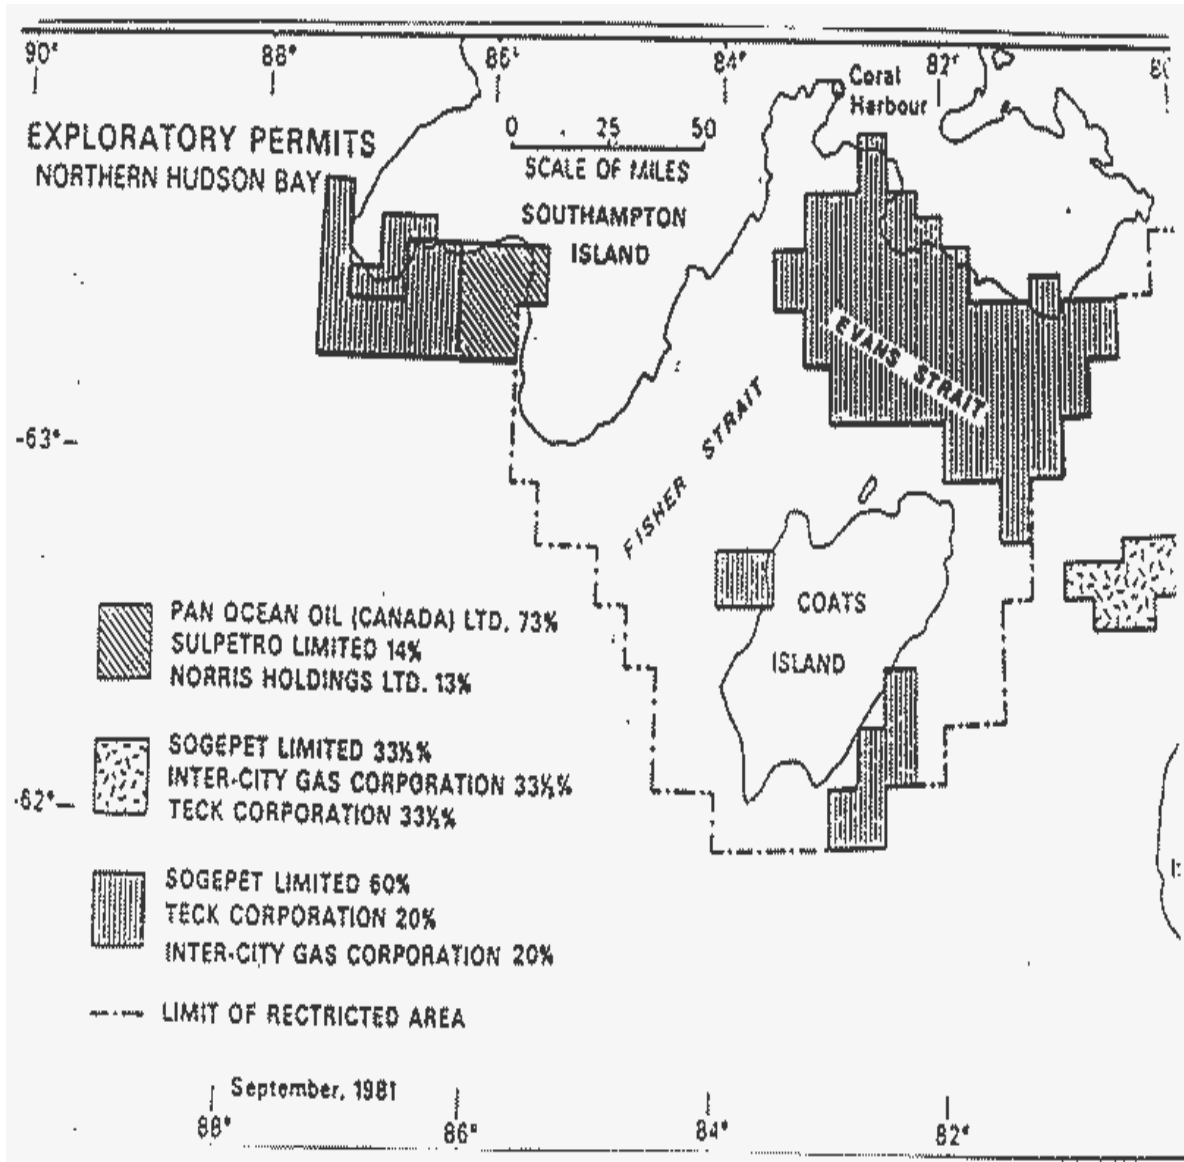 90° 88° 86° 84° 82°
Coral
Harbour
EXPLORATORY PERMITS
NORTHERN HUDSON BAY
0 25 50
SCALE OF MILES
SOUTHAMPTON
ISLAND
EVANS STRAIT
FISHER STRAIT
-63°-
COATS
ISLAND
PAN OCEAN OIL (CANADA) LTD. 73%
SULPETRO LIMITED 14%
NORRIS HOLDINGS LTD. 13%
SOGEPET LIMITED 33⅓%
INTER-CITY GAS CORPORATION 33⅓%
TECK CORPORATION 33⅓%
-62°-
SOGEPET LIMITED 60%
TECK CORPORATION 20%
INTER-CITY GAS CORPORATION 20%
LIMIT OF RECTRICTED AREA
September, 1981
88° 86° 84° 82°